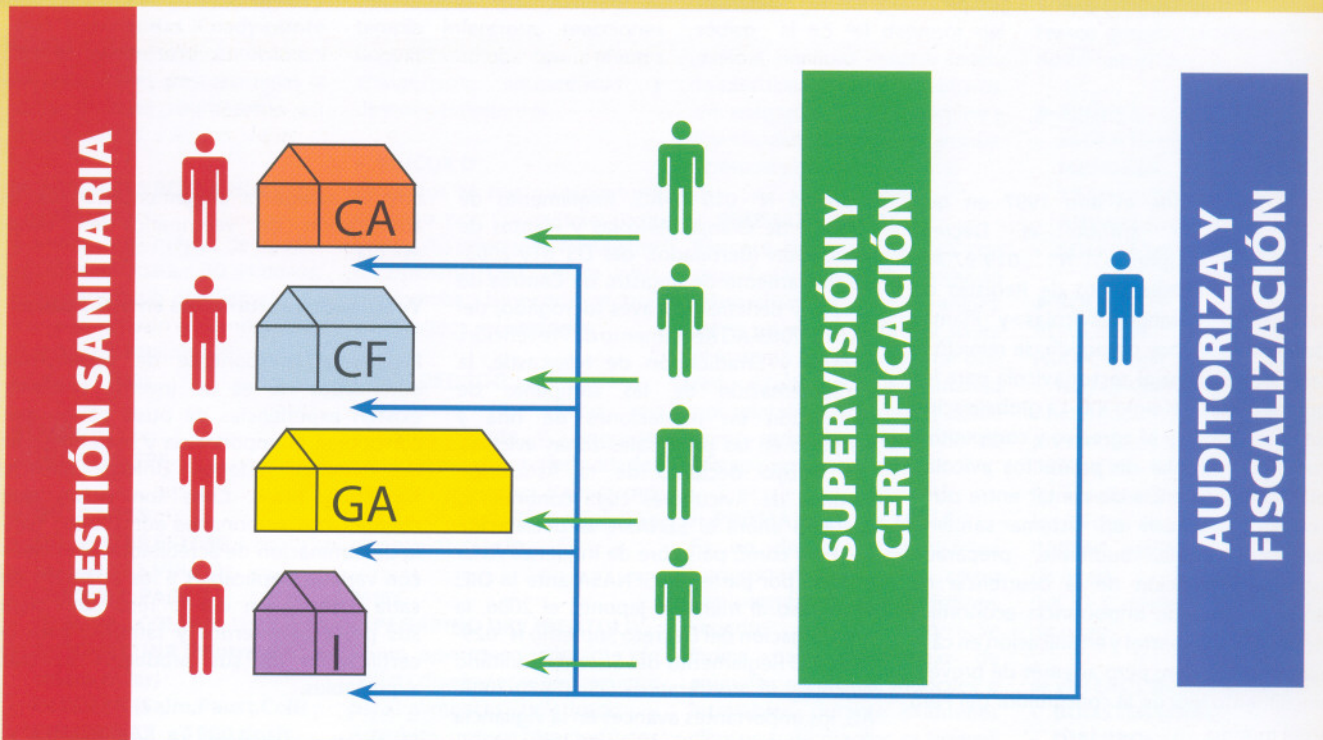 GESTIÓN SANITARIA
CA
CF
GA
I
SUPERVISIÓN Y
CERTIFICACIÓN
AUDITORIZA Y
FISCALIZACIÓN